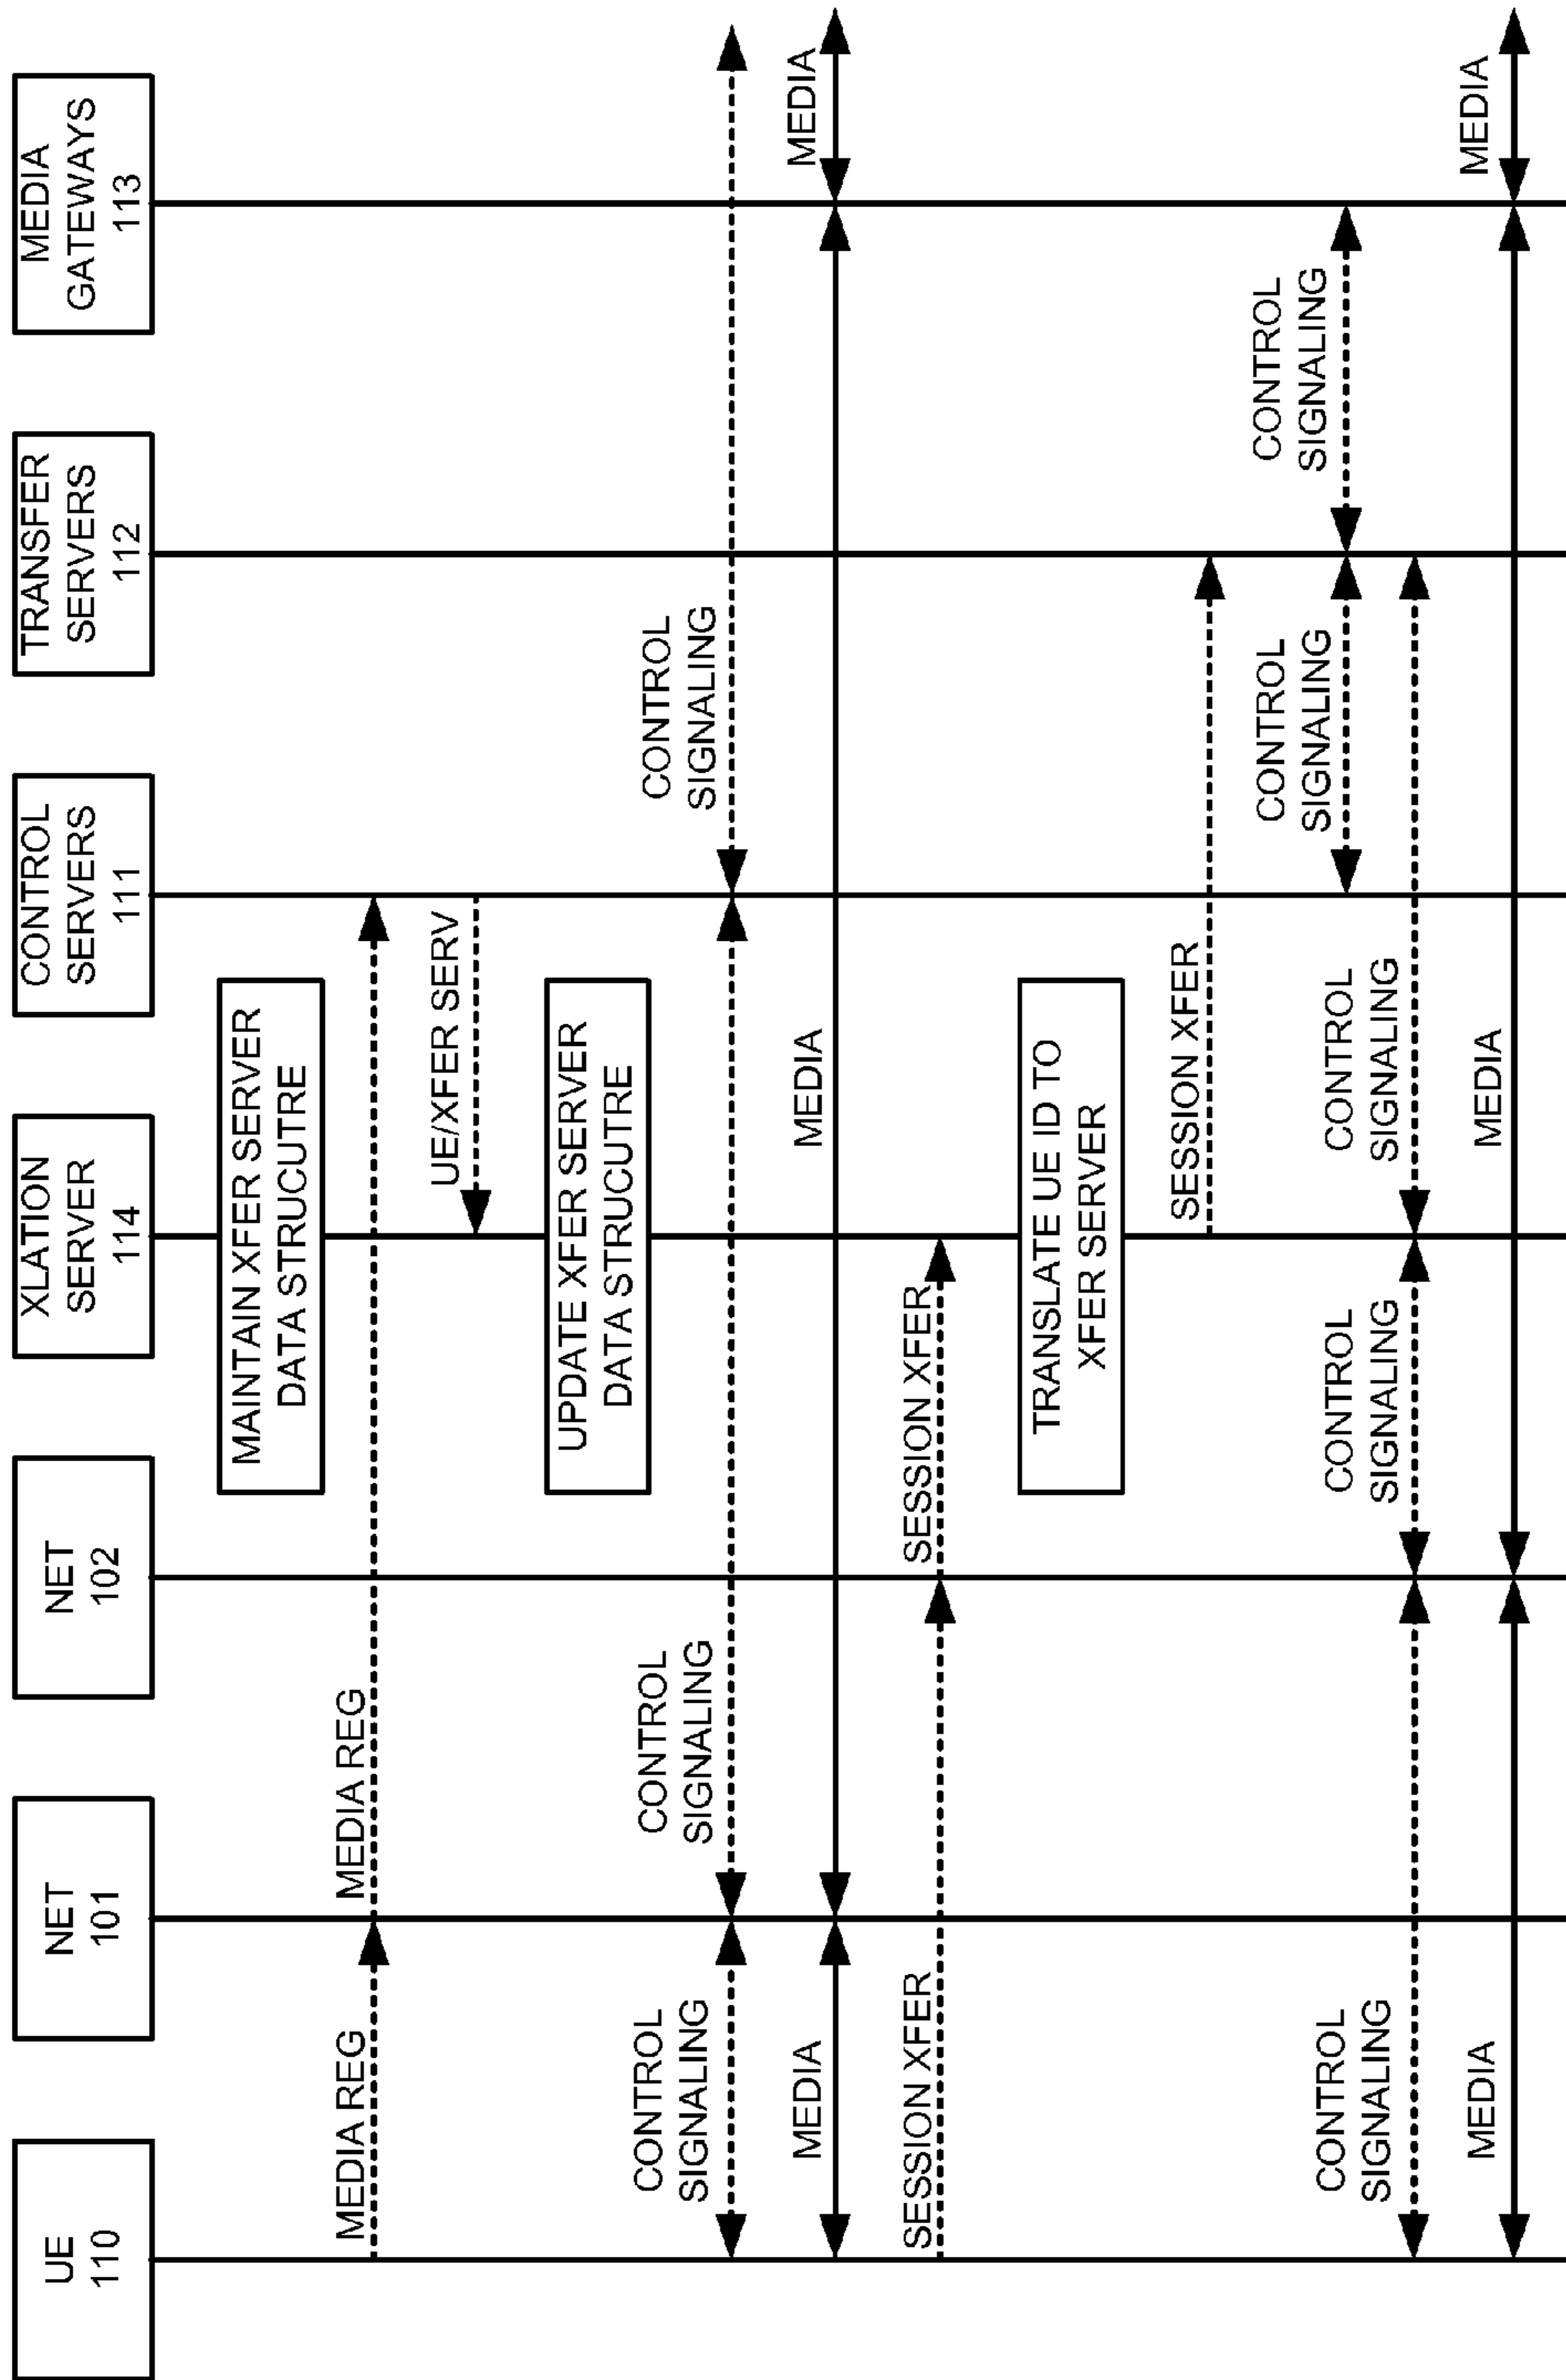 UE
110
NET
101
NET
102
XLATION
SERVER
114
CONTROL
SERVERS
111
TRANSFER
SERVERS
112
MEDIA
GATEWAYS
113
MAINTAIN XFER SERVER
DATA STRUCUTRE
MEDIA REG
MEDIA REG
UE/XFER SERV
UPDATE XFER SERVER
DATA STRUCUTRE
CONTROL
SIGNALING
CONTROL
SIGNALING
CONTROL
SIGNALING
MEDIA
MEDIA
MEDIA
SESSION XFER
SESSION XFER
TRANSLATE UE ID TO
XFER SERVER
SESSION XFER
CONTROL
SIGNALING
CONTROL
SIGNALING
CONTROL
SIGNALING
CONTROL
SIGNALING
CONTROL
SIGNALING
MEDIA
MEDIA
MEDIA